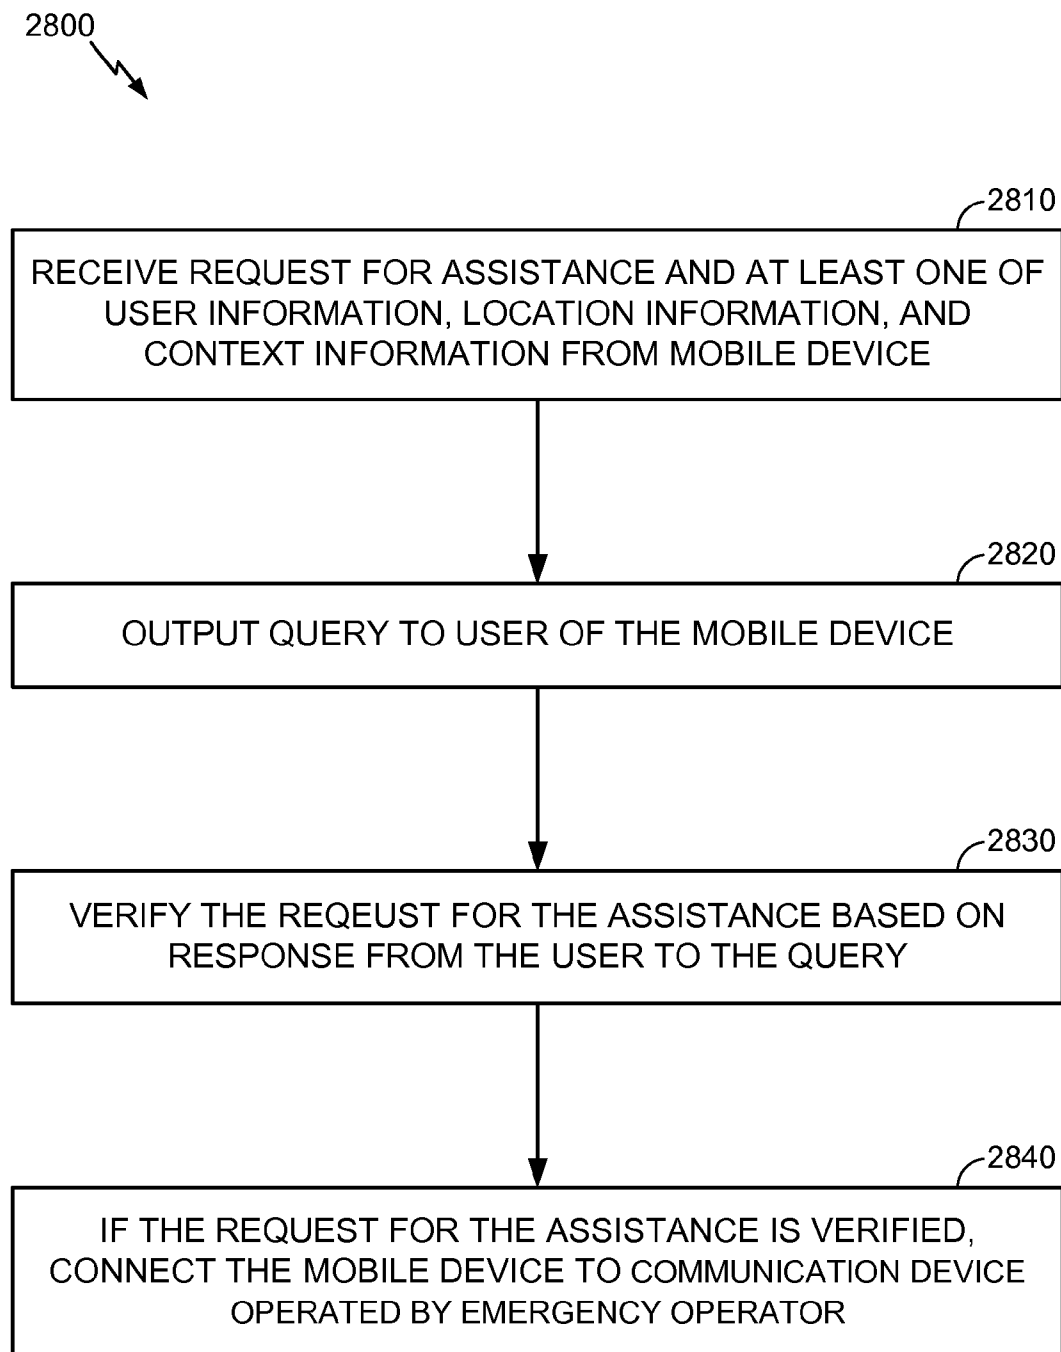 2800
2810
RECEIVE REQUEST FOR ASSISTANCE AND AT LEAST ONE OF
USER INFORMATION, LOCATION INFORMATION, AND
CONTEXT INFORMATION FROM MOBILE DEVICE
2820
OUTPUT QUERY TO USER OF THE MOBILE DEVICE
2830
VERIFY THE REQEUST FOR THE ASSISTANCE BASED ON
RESPONSE FROM THE USER TO THE QUERY
2840
IF THE REQUEST FOR THE ASSISTANCE IS VERIFIED,
CONNECT THE MOBILE DEVICE TO COMMUNICATION DEVICE
OPERATED BY EMERGENCY OPERATOR